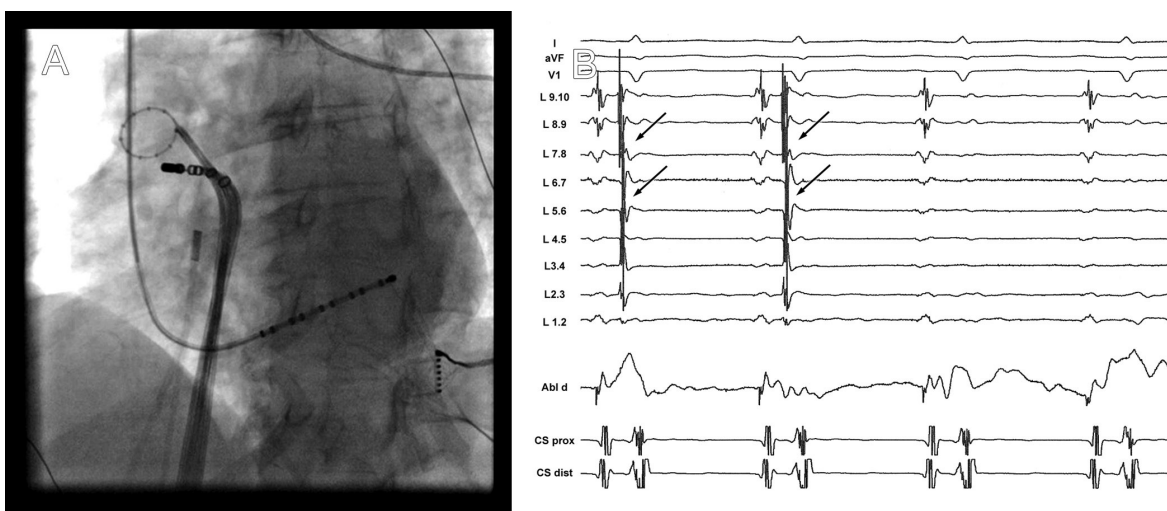 A
B
I
aVF
V1
L 9.10
L 8.9
L 7.8
L 6.7
L 5.6
L 4.5
L3.4
L2.3
L 1.2
Abl d
CS prox
CS dist